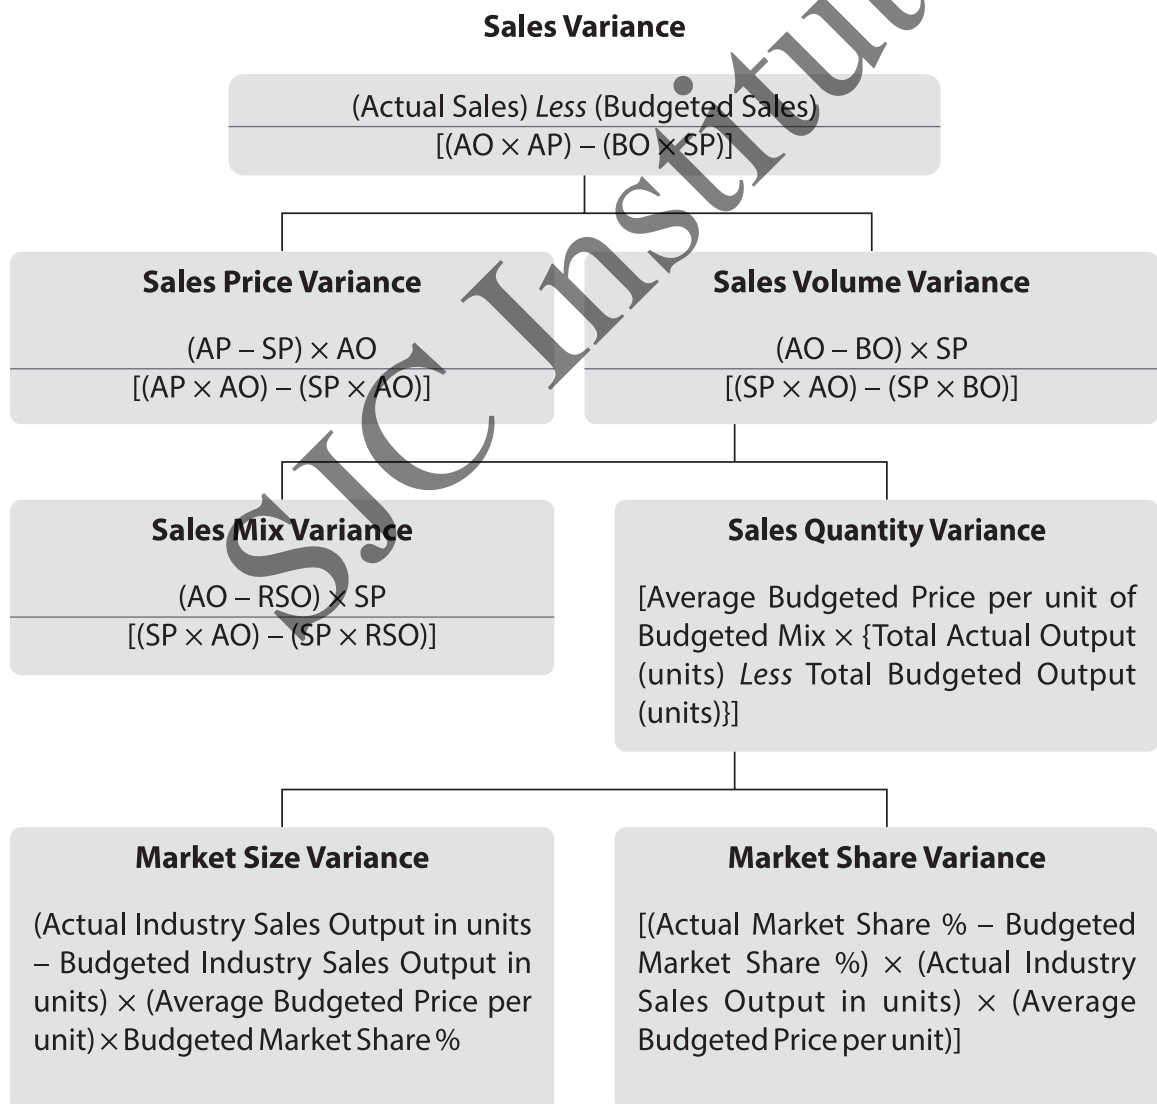 Sales Variance
(Actual Sales) Less (Budgeted Sales)
[(AO × AP) – (BO × SP)]
Sales Price Variance
(AP – SP) × AO
[(AP × AO) – (SP × AO)]
Sales Volume Variance
(AO – BO) × SP
[(SP × AO) – (SP × BO)]
Sales Mix Variance
(AO – RSO) × SP
[(SP × AO) – (SP × RSO)]
Sales Quantity Variance
[Average Budgeted Price per unit of
Budgeted Mix × {Total Actual Output
(units) Less Total Budgeted Output
(units)}]
Market Size Variance
(Actual Industry Sales Output in units
– Budgeted Industry Sales Output in
units) × (Average Budgeted Price per
unit) × Budgeted Market Share %
Market Share Variance
[(Actual Market Share % – Budgeted
Market Share %) × (Actual Industry
Sales Output in units) × (Average
Budgeted Price per unit)]
SJC Institu